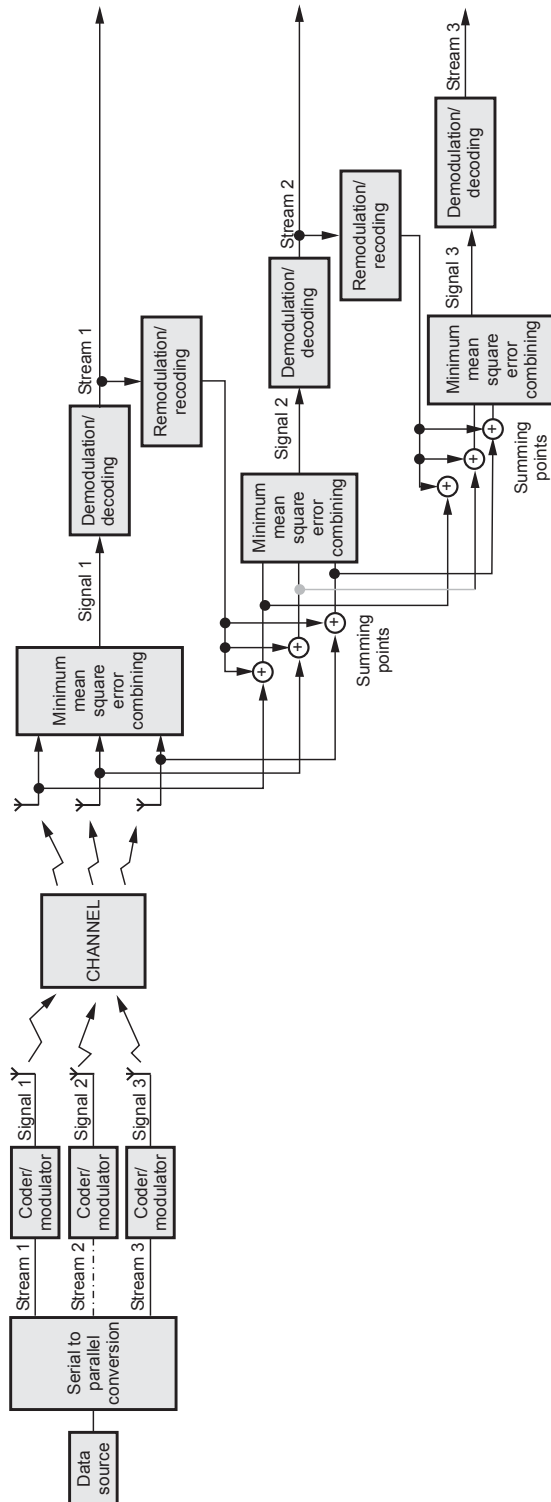 Data
source
Serial to
parallel
conversion
Stream 1
Stream 2
Stream 3
Coder/
modulator
Coder/
modulator
Coder/
modulator
Signal 1
Signal 2
Signal 3
CHANNEL
Minimum
mean
square
error
combining
Signal 1
Demodulation/
decoding
Stream 1
Remodulation/
recoding
Summing
points
Minimum
mean
square
error
combining
Signal 2
Demodulation/
decoding
Stream 2
Remodulation/
recoding
Summing
points
Minimum
mean
square
error
combining
Signal 3
Demodulation/
decoding
Stream 3